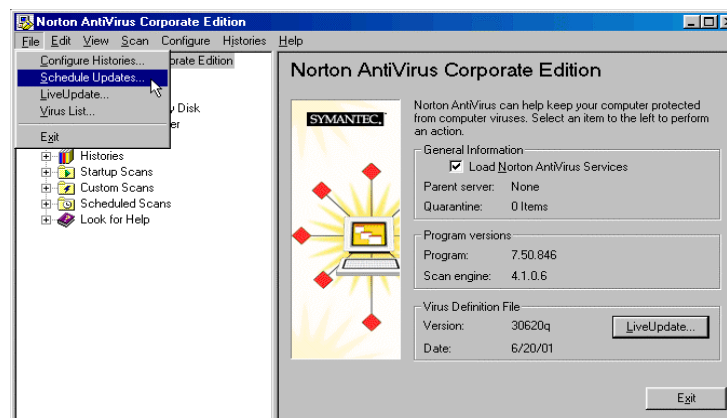 Norton AntiVirus Corporate Edition
File Edit View Scan Configure Histories Help
Configure Histories...
Schedule Updates...
LiveUpdate...
Virus List...
Exit
Edition
Disk
Histories
Startup Scans
Custom Scans
Scheduled Scans
Look for Help
Norton AntiVirus Corporate Edition
SYMANTEC.
Norton AntiVirus can help keep your computer protected
from computer viruses. Select an item to the left to perform
an action.
General Information
Load Norton AntiVirus Services
Parent server: None
Quarantine: 0 Items
Program versions
Program: 7.50.846
Scan engine: 4.1.0.6
Virus Definition File
Version: 30620q
LiveUpdate...
Date: 6/20/01
Exit